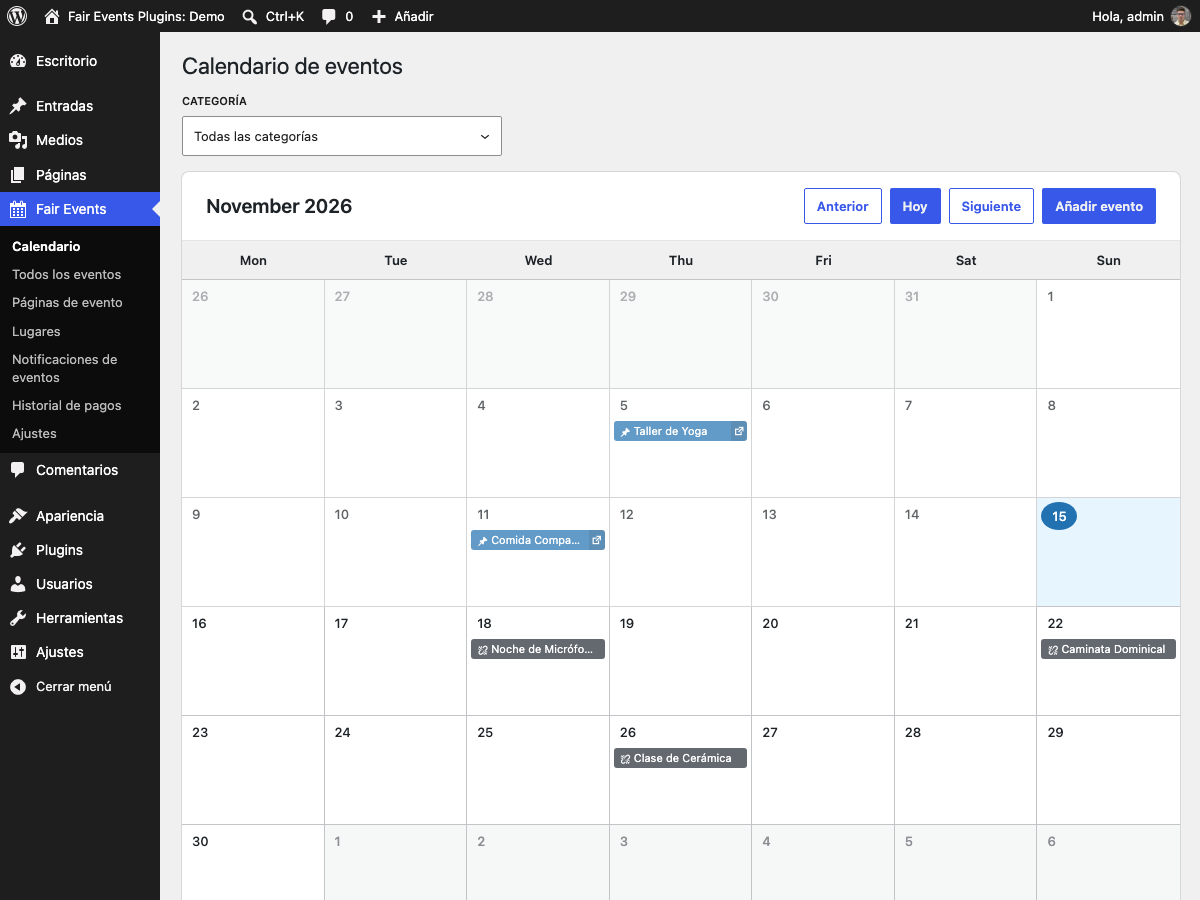 Fair Events Plugins: Demo Ctrl+K 0 Añadir Hola, admin
Escritorio
Entradas
Medios
Páginas
Fair Events
Calendario
Todos los eventos
Páginas de evento
Lugares
Notificaciones de
eventos
Historial de pagos
Ajustes
Comentarios
Apariencia
Plugins
Usuarios
Herramientas
Ajustes
Cerrar menú
Calendario de eventos
CATEGORÍA
Todas las categorías
November 2026 Anterior Hoy Siguiente Añadir evento
Mon Tue Wed Thu Fri Sat Sun
26 27 28 29 30 31 1
2 3 4 5 6 7 8
Taller de Yoga
9 10 11 12 13 14 15
Comida Compa...
16 17 18 19 20 21 22
Noche de Micrófo... Caminata Dominical
23 24 25 26 27 28 29
Clase de Cerámica
30 1 2 3 4 5 6